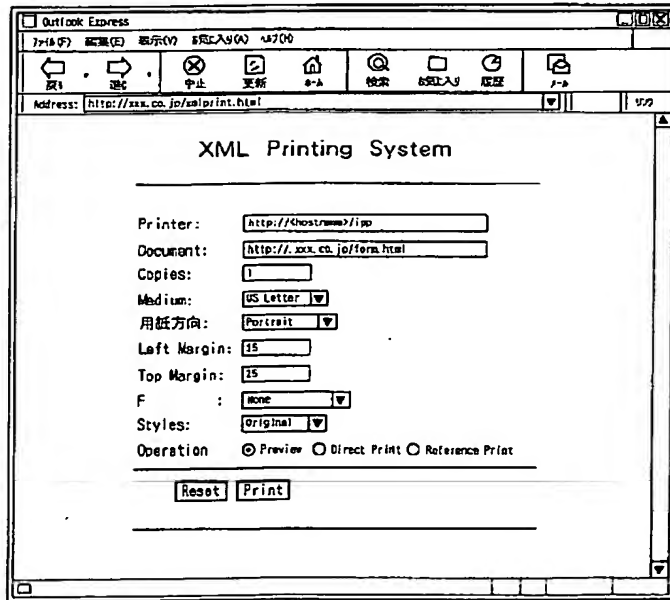 Outlook Express
ファイル(F) 編集(E) 表示(V) お気に入り(A) ヘルプ(H)
戻る 進む 中止 更新 ホーム 検索 お気に入り 履歴 メール
Address: http://xxx.co.jp/xmlprint.html リンク
XML Printing System
Printer: http://<hostname>/ipp
Document: http://.xxx.co.jp/form.html
Copies: 1
Medium: US Letter
用紙方向: Portrait
Left Margin: 15
Top Margin: 25
F : None
Styles: Original
Operation Preview Direct Print Reference Print
Reset Print